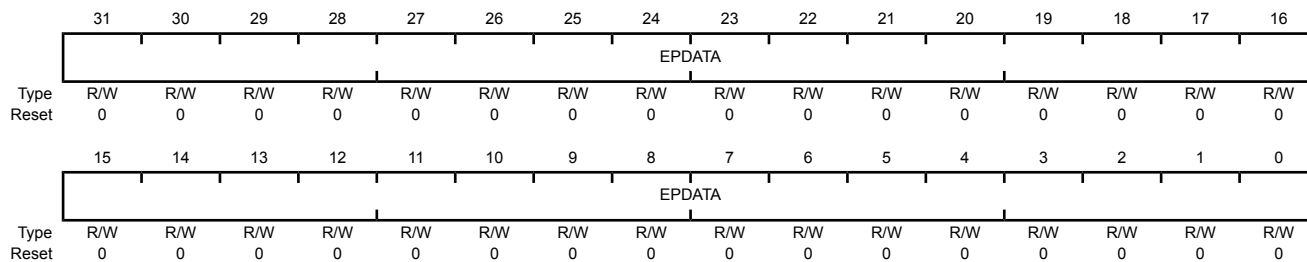 31 30 29 28 27 26 25 24 23 22 21 20 19 18 17 16
EPDATA
Type R/W R/W R/W R/W R/W R/W R/W R/W R/W R/W R/W R/W R/W R/W R/W R/W
Reset 0 0 0 0 0 0 0 0 0 0 0 0 0 0 0 0
15 14 13 12 11 10 9 8 7 6 5 4 3 2 1 0
EPDATA
Type R/W R/W R/W R/W R/W R/W R/W R/W R/W R/W R/W R/W R/W R/W R/W R/W
Reset 0 0 0 0 0 0 0 0 0 0 0 0 0 0 0 0